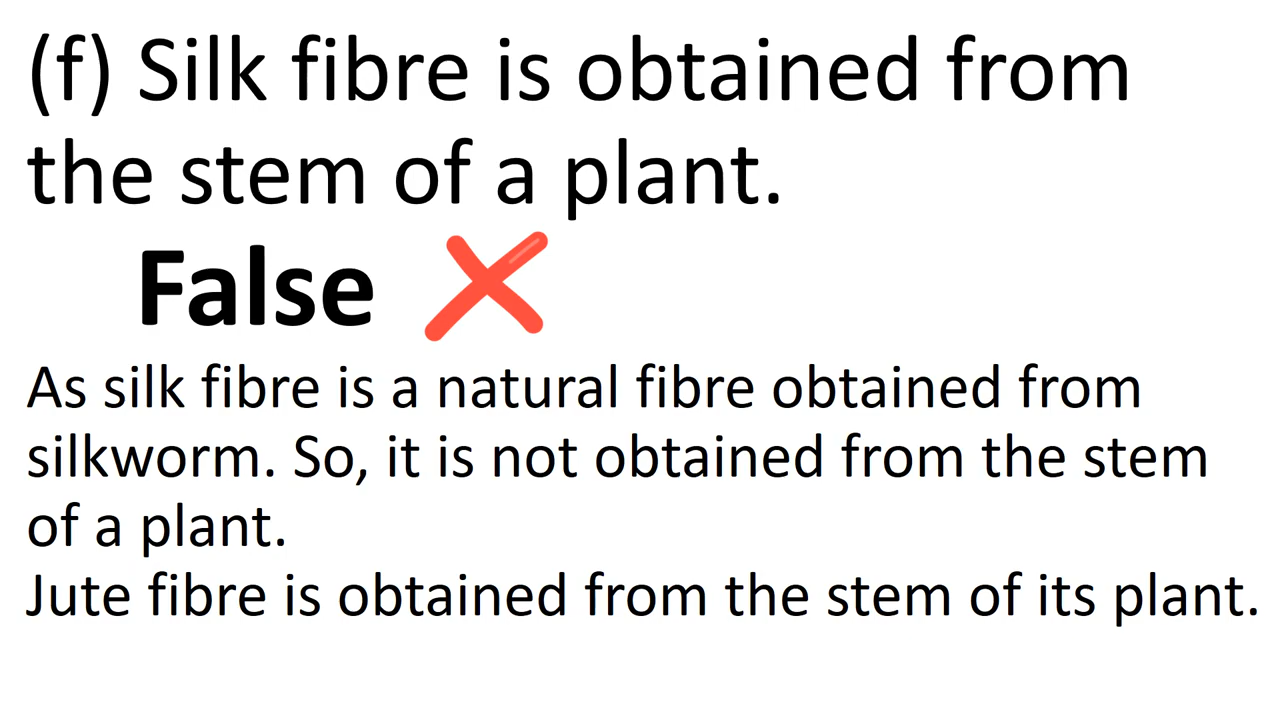 (f) Silk fibre is obtained from
the stem of a plant.
False
As silk fibre is a natural fibre obtained from
silkworm. So, it is not obtained from the stem
of a plant.
Jute fibre is obtained from the stem of its plant.